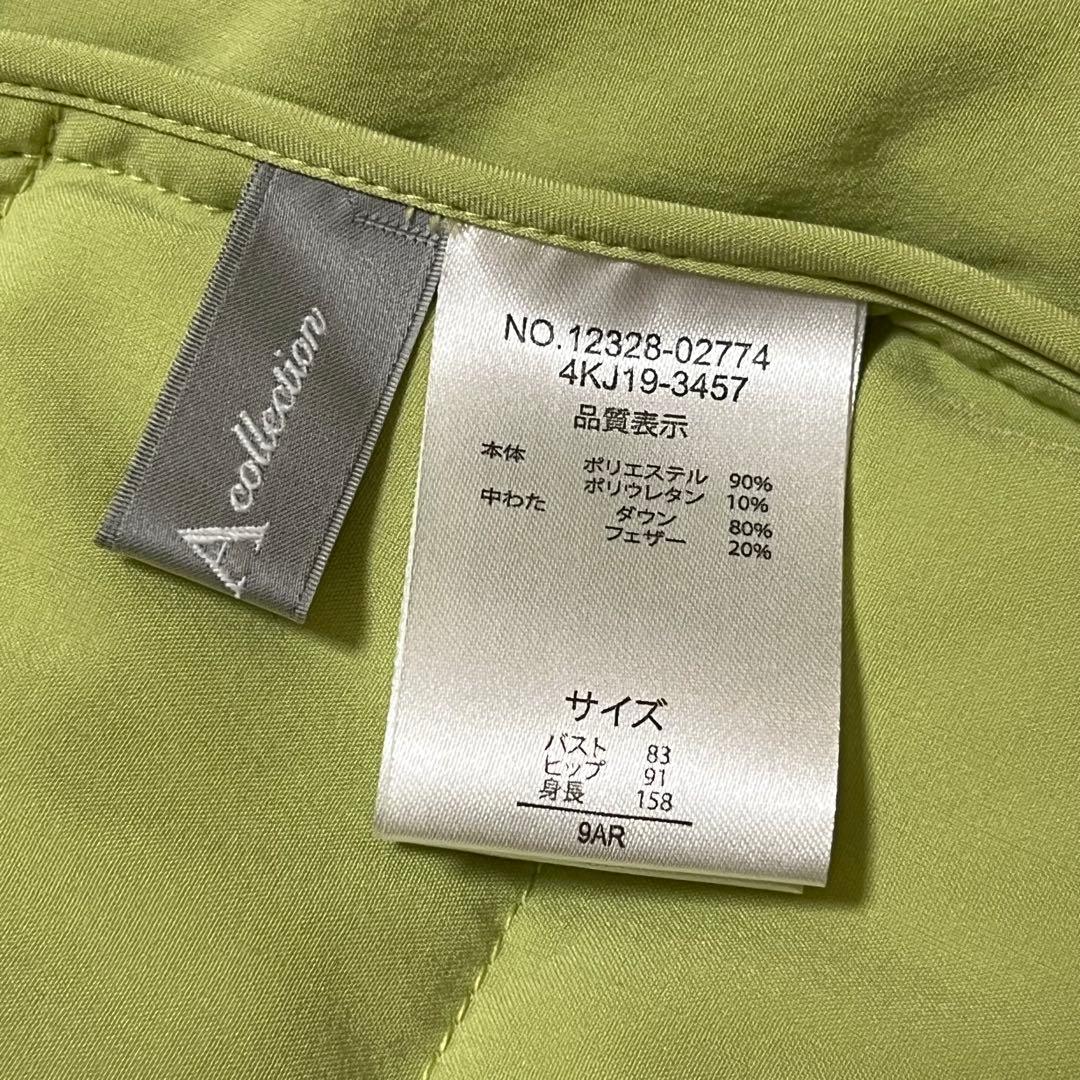 A collection
NO.12328-02774
4KJ19-3457
品質表示
本体 ポリエステル 90%
ポリウレタン 10%
中わた ダウン 80%
フェザー 20%
サイズ
バスト 83
ヒップ 91
身長 158
9AR